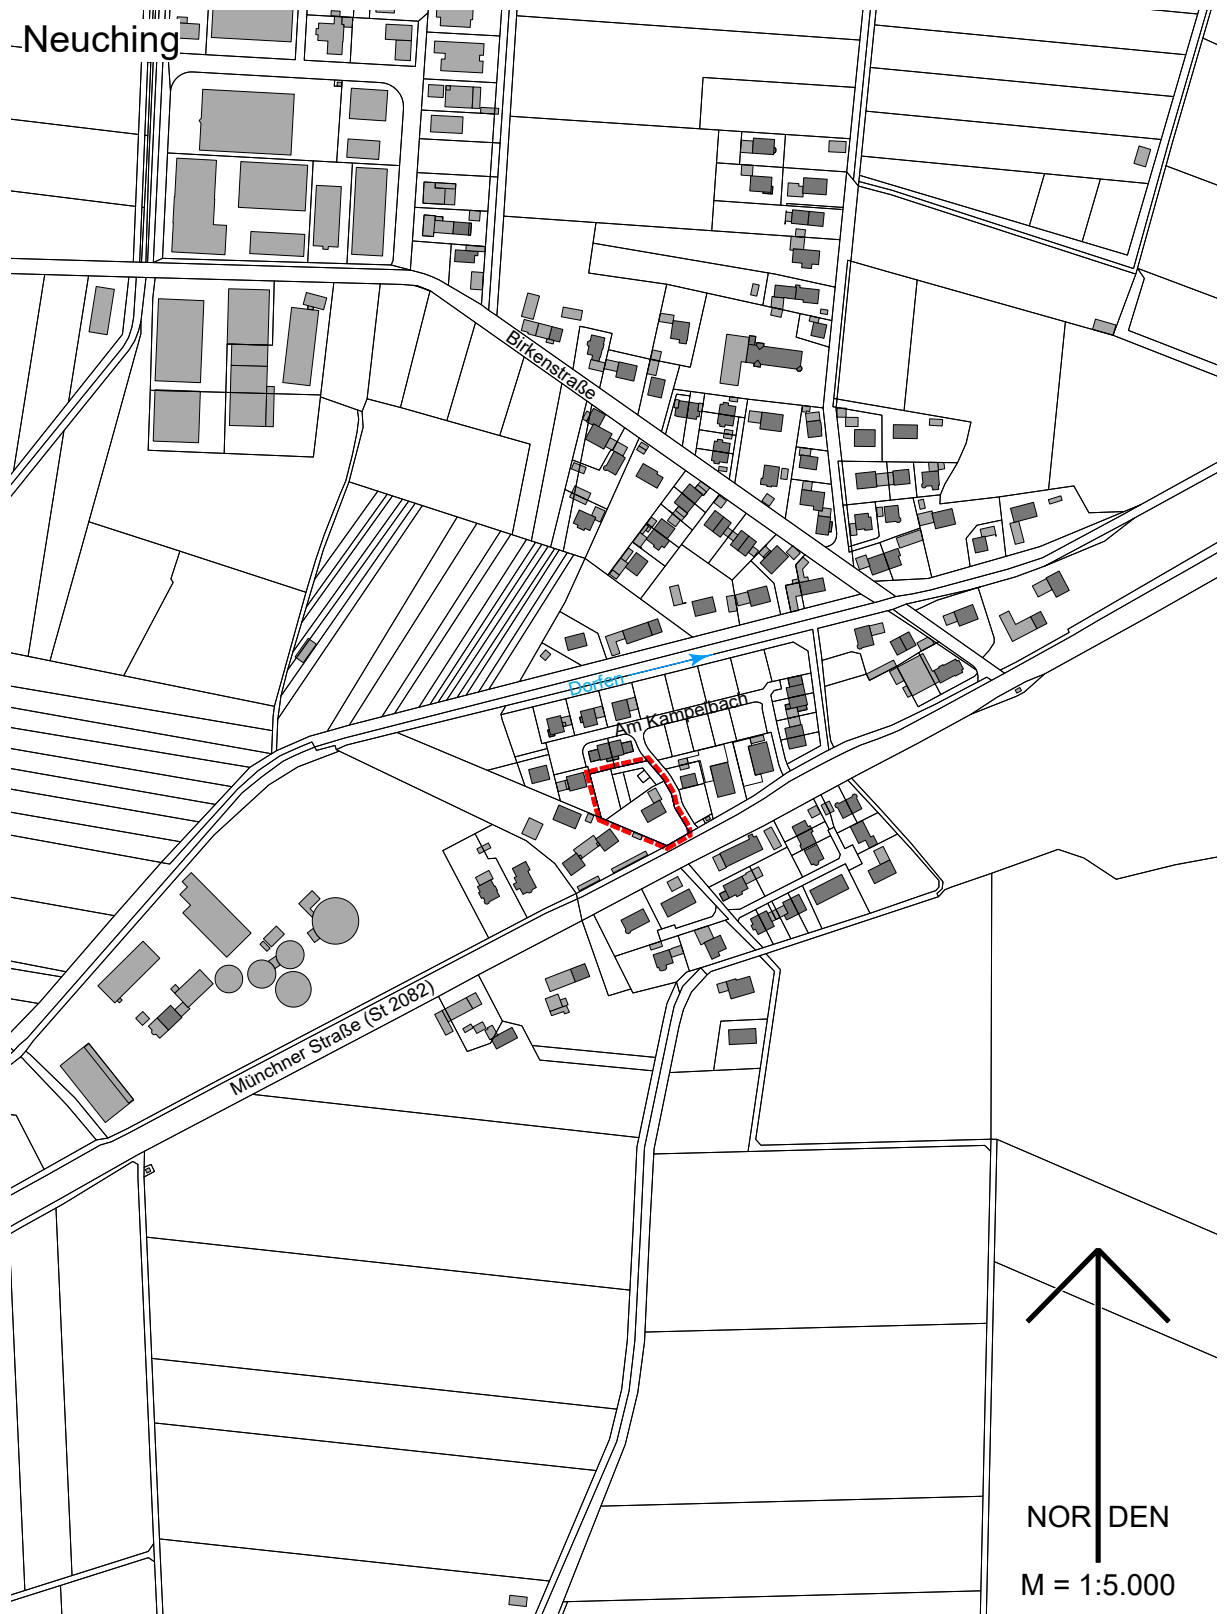 Neuching
Birkenstraße
Dorfen
Am Kampelbach
Münchner Straße (St 2082)
NORDEN
M = 1:5.000